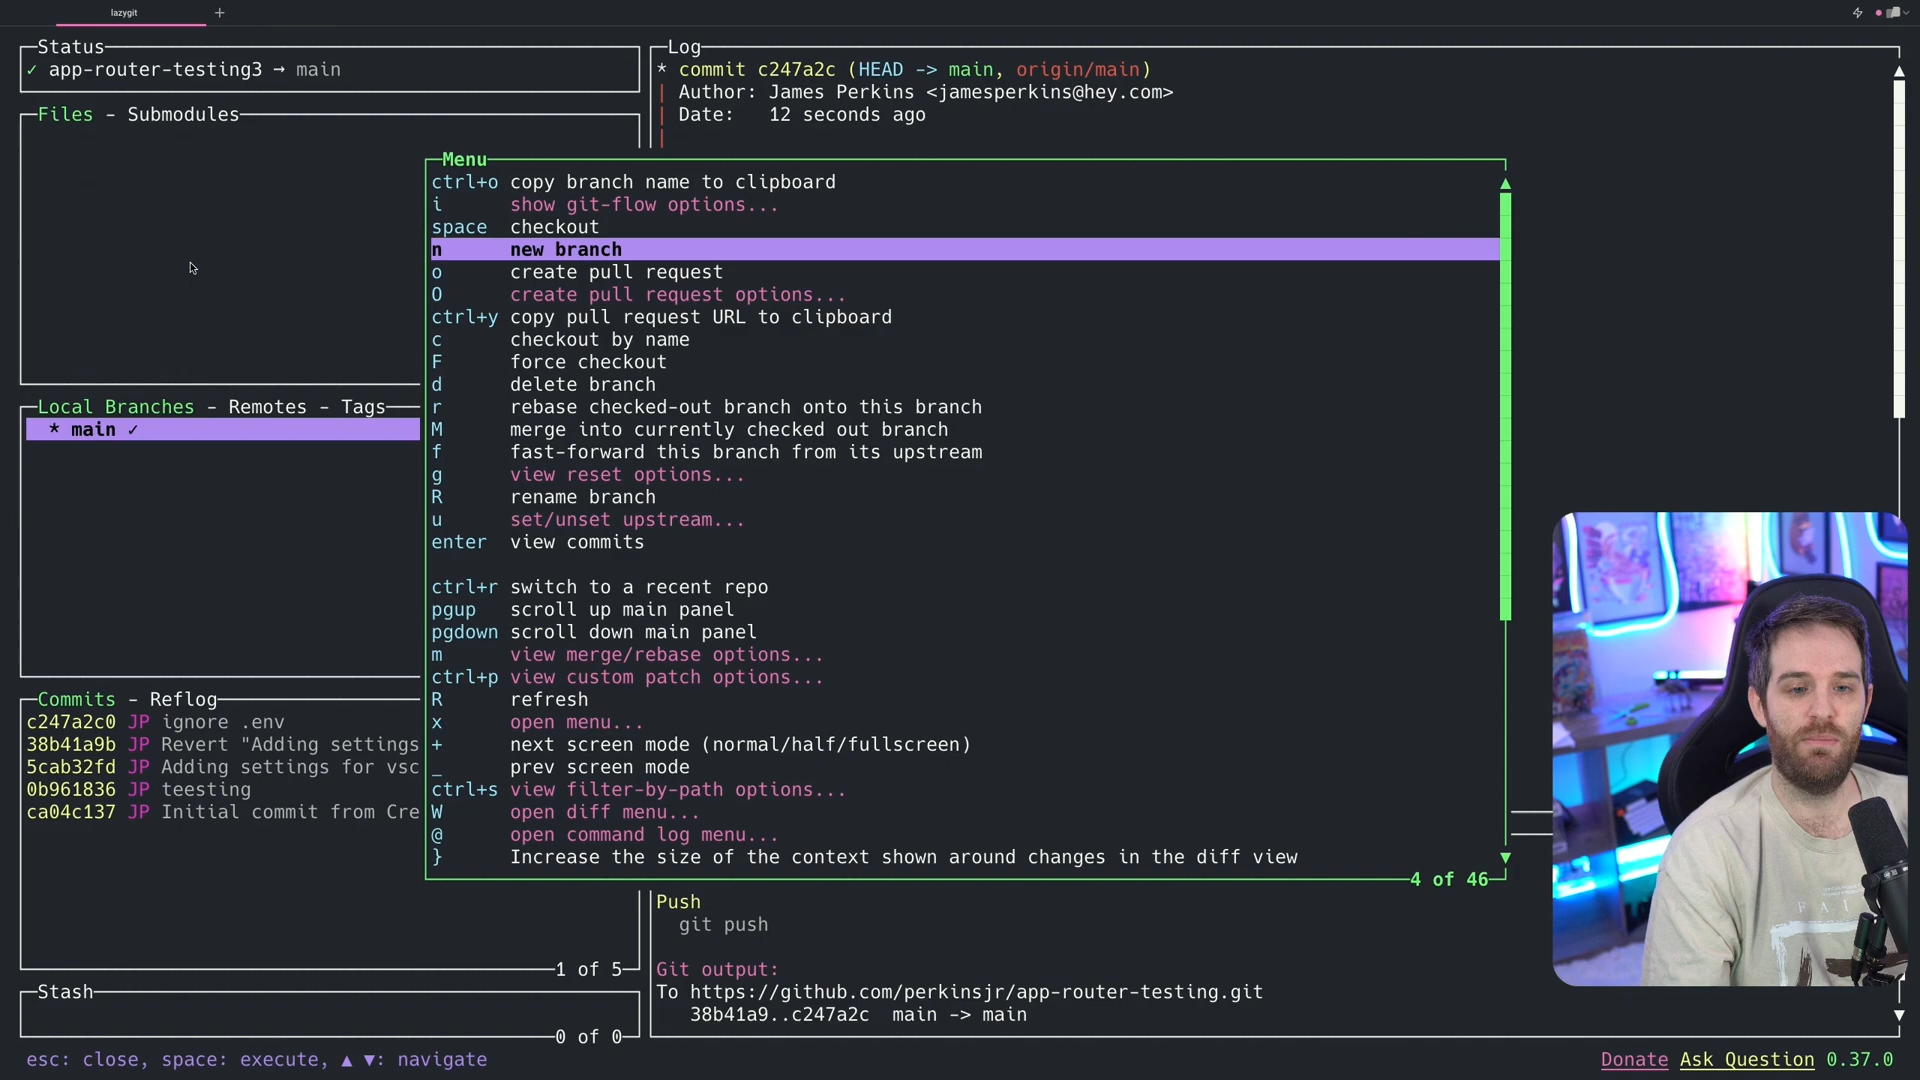 lazygit +
Status
✓ app-router-testing3 → main
Files - Submodules
Local Branches - Remotes - Tags
* main ✓
Commits - Reflog
c247a2c0 JP ignore .env
38b41a9b JP Revert "Adding settings
5cab32fd JP Adding settings for vsc
0b961836 JP teesting
ca04c137 JP Initial commit from Cre
1 of 5
Stash
0 of 0
Log
* commit c247a2c (HEAD -> main, origin/main)
| Author: James Perkins <jamesperkins@hey.com>
| Date:   12 seconds ago
|
Menu
ctrl+o copy branch name to clipboard
i show git-flow options...
space checkout
n new branch
o create pull request
O create pull request options...
ctrl+y copy pull request URL to clipboard
c checkout by name
F force checkout
d delete branch
r rebase checked-out branch onto this branch
M merge into currently checked out branch
f fast-forward this branch from its upstream
g view reset options...
R rename branch
u set/unset upstream...
enter view commits
ctrl+r switch to a recent repo
pgup scroll up main panel
pgdown scroll down main panel
m view merge/rebase options...
ctrl+p view custom patch options...
R refresh
x open menu...
+ next screen mode (normal/half/fullscreen)
_ prev screen mode
ctrl+s view filter-by-path options...
W open diff menu...
@ open command log menu...
} Increase the size of the context shown around changes in the diff view
4 of 46
Push
git push
Git output:
To https://github.com/perkinsjr/app-router-testing.git
38b41a9..c247a2c  main -> main
esc: close, space: execute, ▲ ▼: navigate
Donate Ask Question 0.37.0